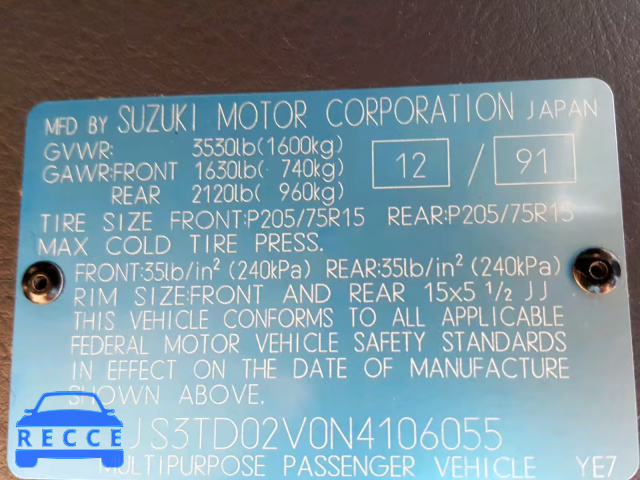 MFD BY SUZUKI MOTOR CORPORATION JAPAN
GVWR: 3530lb(1600kg)
GAWR:FRONT 1630lb( 740kg)
REAR 2120lb( 960kg)
12 / 91
TIRE SIZE FRONT:P205/75R15 REAR:P205/75R15
MAX COLD TIRE PRESS.
FRONT:35lb/in² (240kPa) REAR:35lb/in² (240kPa)
RIM SIZE:FRONT AND REAR 15x5 1/2 JJ
THIS VEHICLE CONFORMS TO ALL APPLICABLE
FEDERAL MOTOR VEHICLE SAFETY STANDARDS
IN EFFECT ON THE DATE OF MANUFACTURE
SHOWN ABOVE.
JS3TD02V0N4106055
MULTIPURPOSE PASSENGER VEHICLE YE7
RECCE